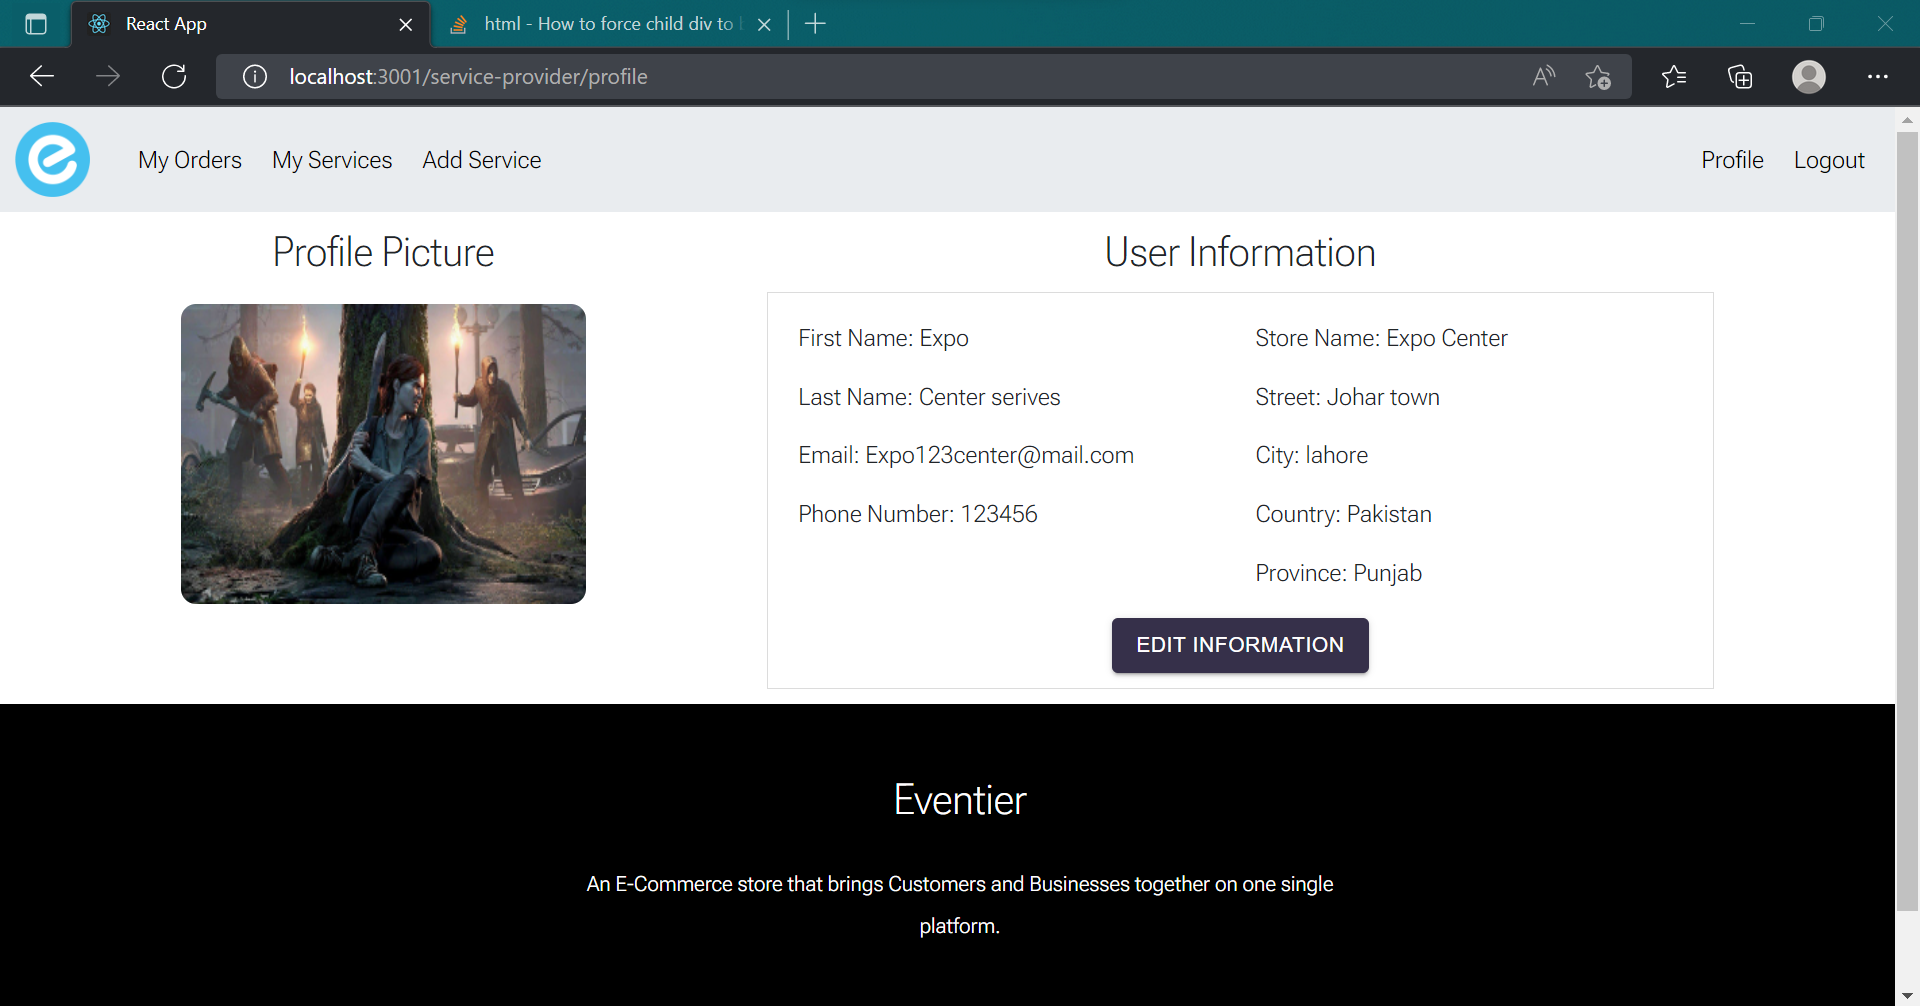 React App
html - How to force child div to
localhost:3001/service-provider/profile
My Orders My Services Add Service Profile Logout
Profile Picture
User Information
First Name: Expo
Last Name: Center serives
Email: Expo123center@mail.com
Phone Number: 123456
Store Name: Expo Center
Street: Johar town
City: lahore
Country: Pakistan
Province: Punjab
EDIT INFORMATION
Eventier
An E-Commerce store that brings Customers and Businesses together on one single
platform.